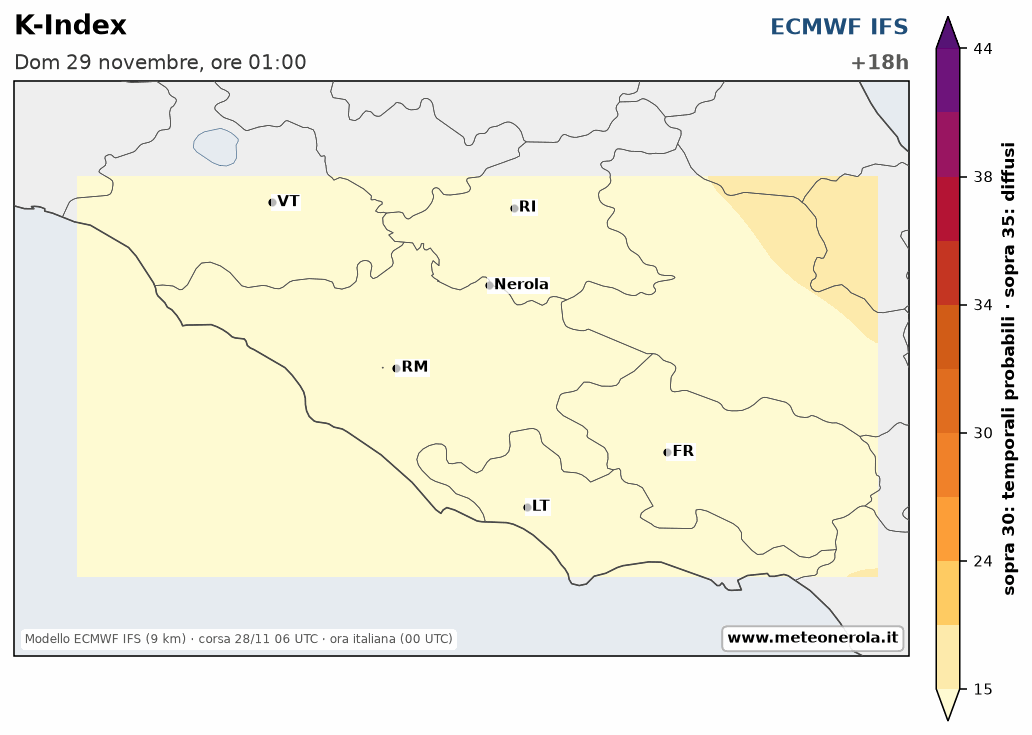 K-Index
ECMWF IFS
Dom 29 novembre, ore 01:00
+18h
VT
RI
Nerola
RM
FR
LT
Modello ECMWF IFS (9 km) · corsa 28/11 06 UTC · ora italiana (00 UTC)
www.meteonerola.it
44
38
34
30
24
15
sopra 30: temporali probabili · sopra 35: diffusi